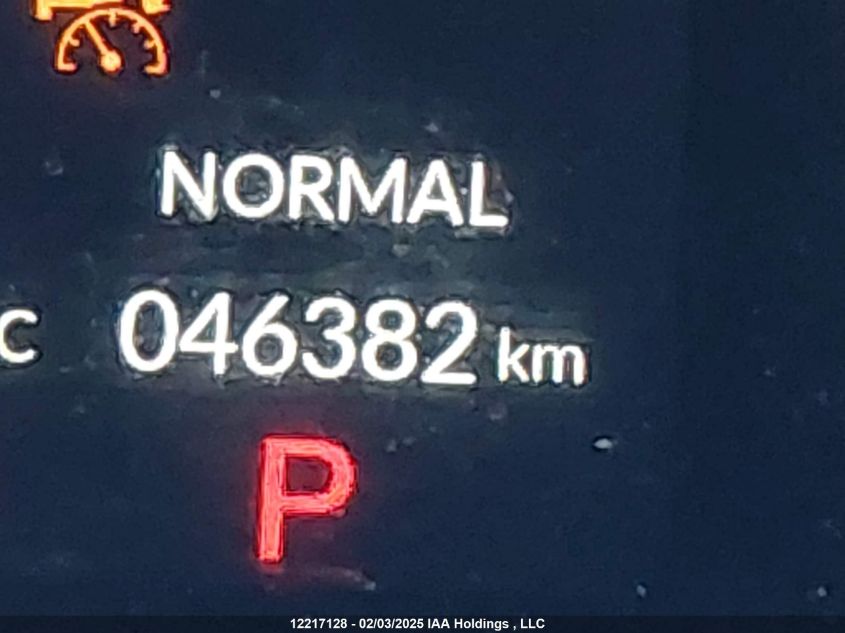 NORMAL
C 046382 km
P
12217128 - 02/03/2025 IAA Holdings , LLC